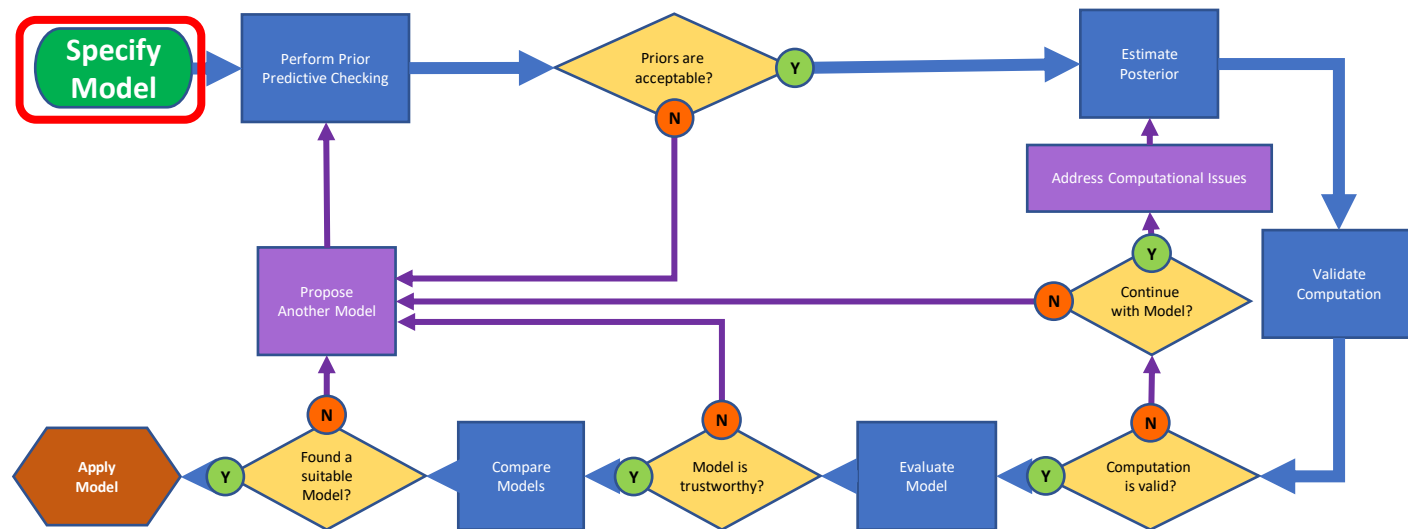 Specify
Model
Perform Prior
Predictive Checking
Priors are
acceptable?
Y
N
Estimate
Posterior
Address Computational Issues
Y
Validate
Computation
Propose
Another Model
N
Continue
with Model?
N
N
N
Apply
Model
Y
Found a
suitable
Model?
Compare
Models
Y
Model is
trustworthy?
Evaluate
Model
Y
Computation
is valid?